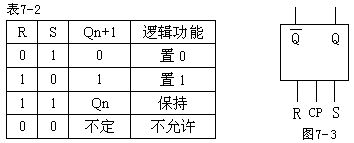 表7-2
R S Qn+1 逻辑功能
0 1 0 置0
1 0 1 置1
1 1 Qn 保持
0 0 不定 不允许
Q̅ Q
R CP S
图7-3